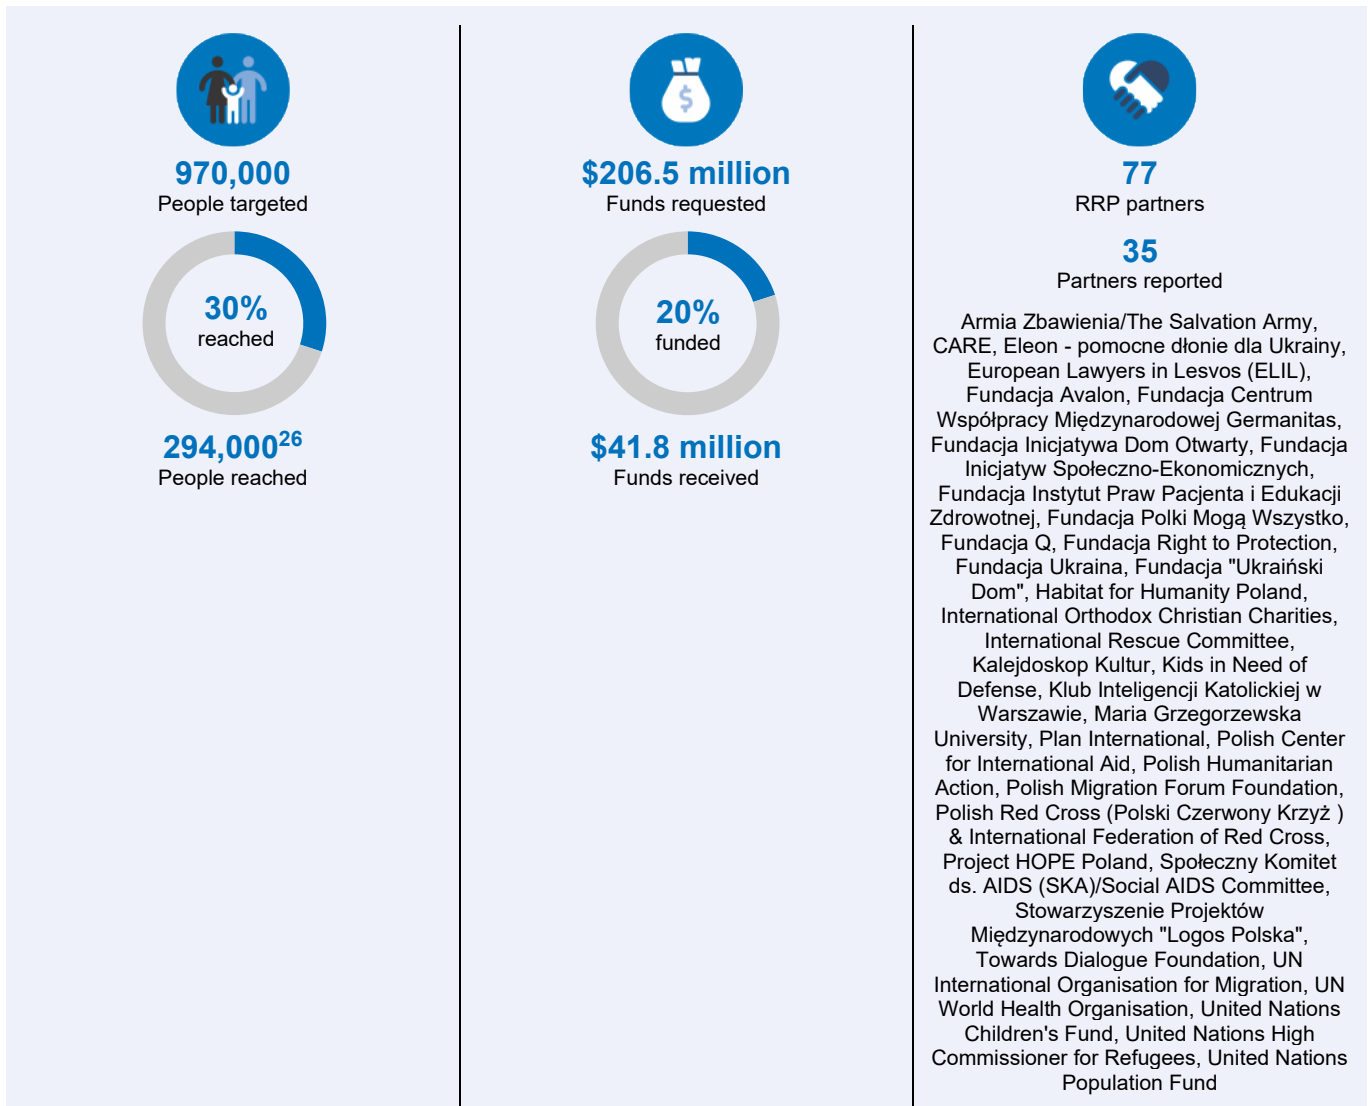 970,000
People targeted
30%
reached
294,000²⁶
People reached
$
$206.5 million
Funds requested
20%
funded
$41.8 million
Funds received
77
RRP partners
35
Partners reported
Armia Zbawienia/The Salvation Army,
CARE, Eleon - pomocne dłonie dla Ukrainy,
European Lawyers in Lesvos (ELIL),
Fundacja Avalon, Fundacja Centrum
Współpracy Międzynarodowej Germanitas,
Fundacja Inicjatywa Dom Otwarty, Fundacja
Inicjatyw Społeczno-Ekonomicznych,
Fundacja Instytut Praw Pacjenta i Edukacji
Zdrowotnej, Fundacja Polki Mogą Wszystko,
Fundacja Q, Fundacja Right to Protection,
Fundacja Ukraina, Fundacja "Ukraiński
Dom", Habitat for Humanity Poland,
International Orthodox Christian Charities,
International Rescue Committee,
Kalejdoskop Kultur, Kids in Need of
Defense, Klub Inteligencji Katolickiej w
Warszawie, Maria Grzegorzewska
University, Plan International, Polish Center
for International Aid, Polish Humanitarian
Action, Polish Migration Forum Foundation,
Polish Red Cross (Polski Czerwony Krzyż )
& International Federation of Red Cross,
Project HOPE Poland, Społeczny Komitet
ds. AIDS (SKA)/Social AIDS Committee,
Stowarzyszenie Projektów
Międzynarodowych "Logos Polska",
Towards Dialogue Foundation, UN
International Organisation for Migration, UN
World Health Organisation, United Nations
Children's Fund, United Nations High
Commissioner for Refugees, United Nations
Population Fund